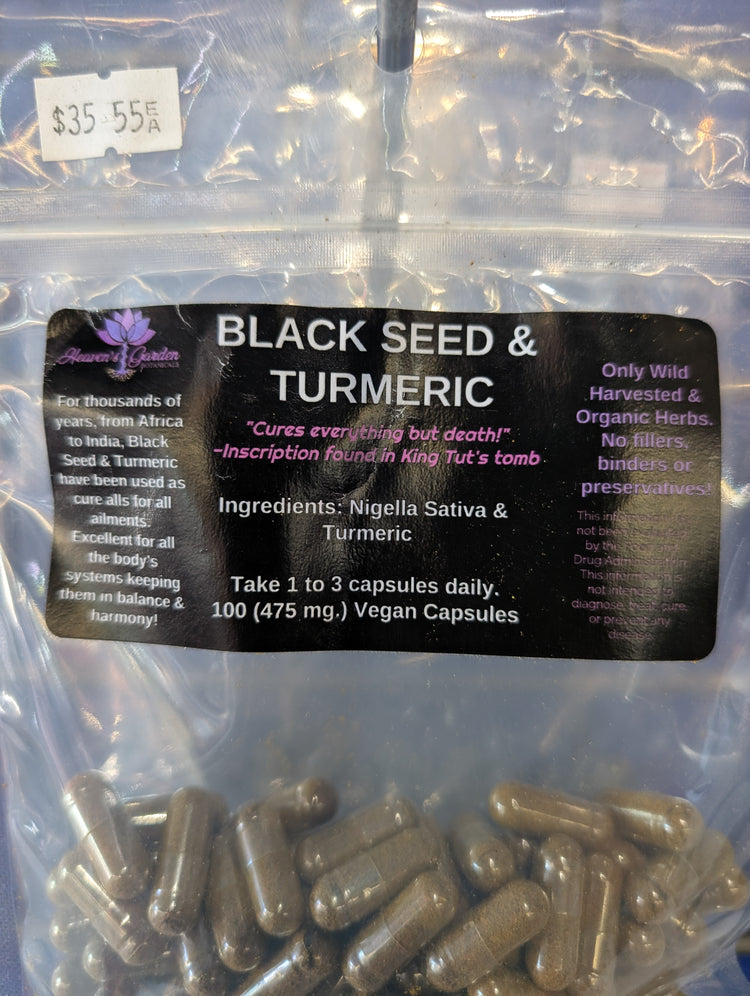 $35 55 EA
Heaven's Garden
BOTANICALS
For thousands of
years, from Africa
to India, Black
Seed & Turmeric
have been used as
cure alls for all
ailments.
Excellent for all
the body's
systems keeping
them in balance &
harmony!
BLACK SEED &
TURMERIC
"Cures everything but death!"
-Inscription found in King Tut's tomb
Ingredients: Nigella Sativa &
Turmeric
Take 1 to 3 capsules daily.
100 (475 mg.) Vegan Capsules
Only Wild
Harvested &
Organic Herbs.
No fillers,
binders or
preservatives!
This
not
by the
Drug
This information is
not intended to
diagnose, treat, cure,
or prevent any
disease.